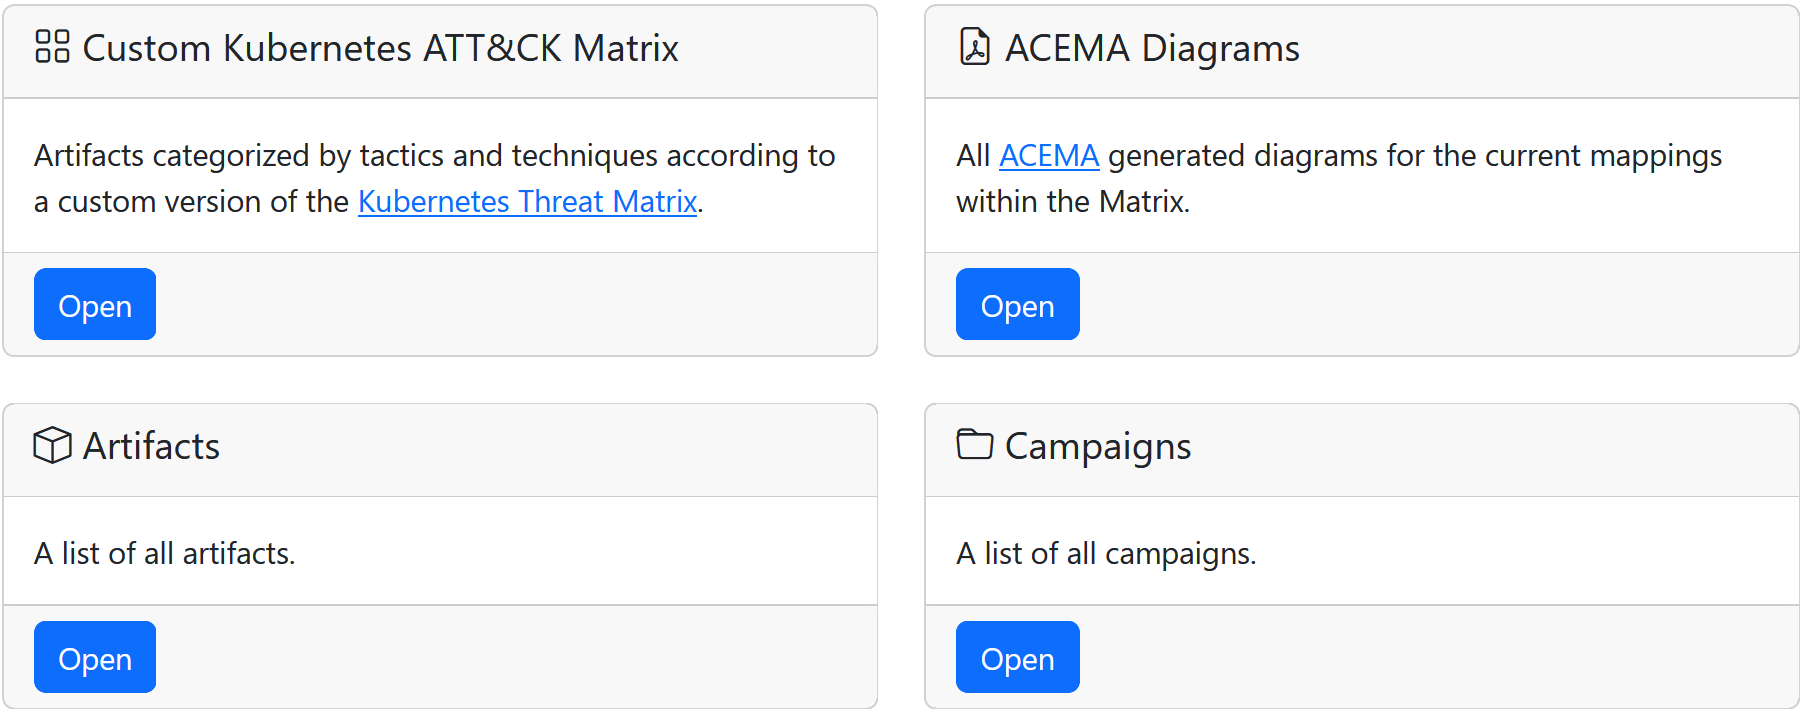 Custom Kubernetes ATT&CK Matrix
Artifacts categorized by tactics and techniques according to
a custom version of the Kubernetes Threat Matrix.
Open
ACEMA Diagrams
All ACEMA generated diagrams for the current mappings
within the Matrix.
Open
Artifacts
A list of all artifacts.
Open
Campaigns
A list of all campaigns.
Open